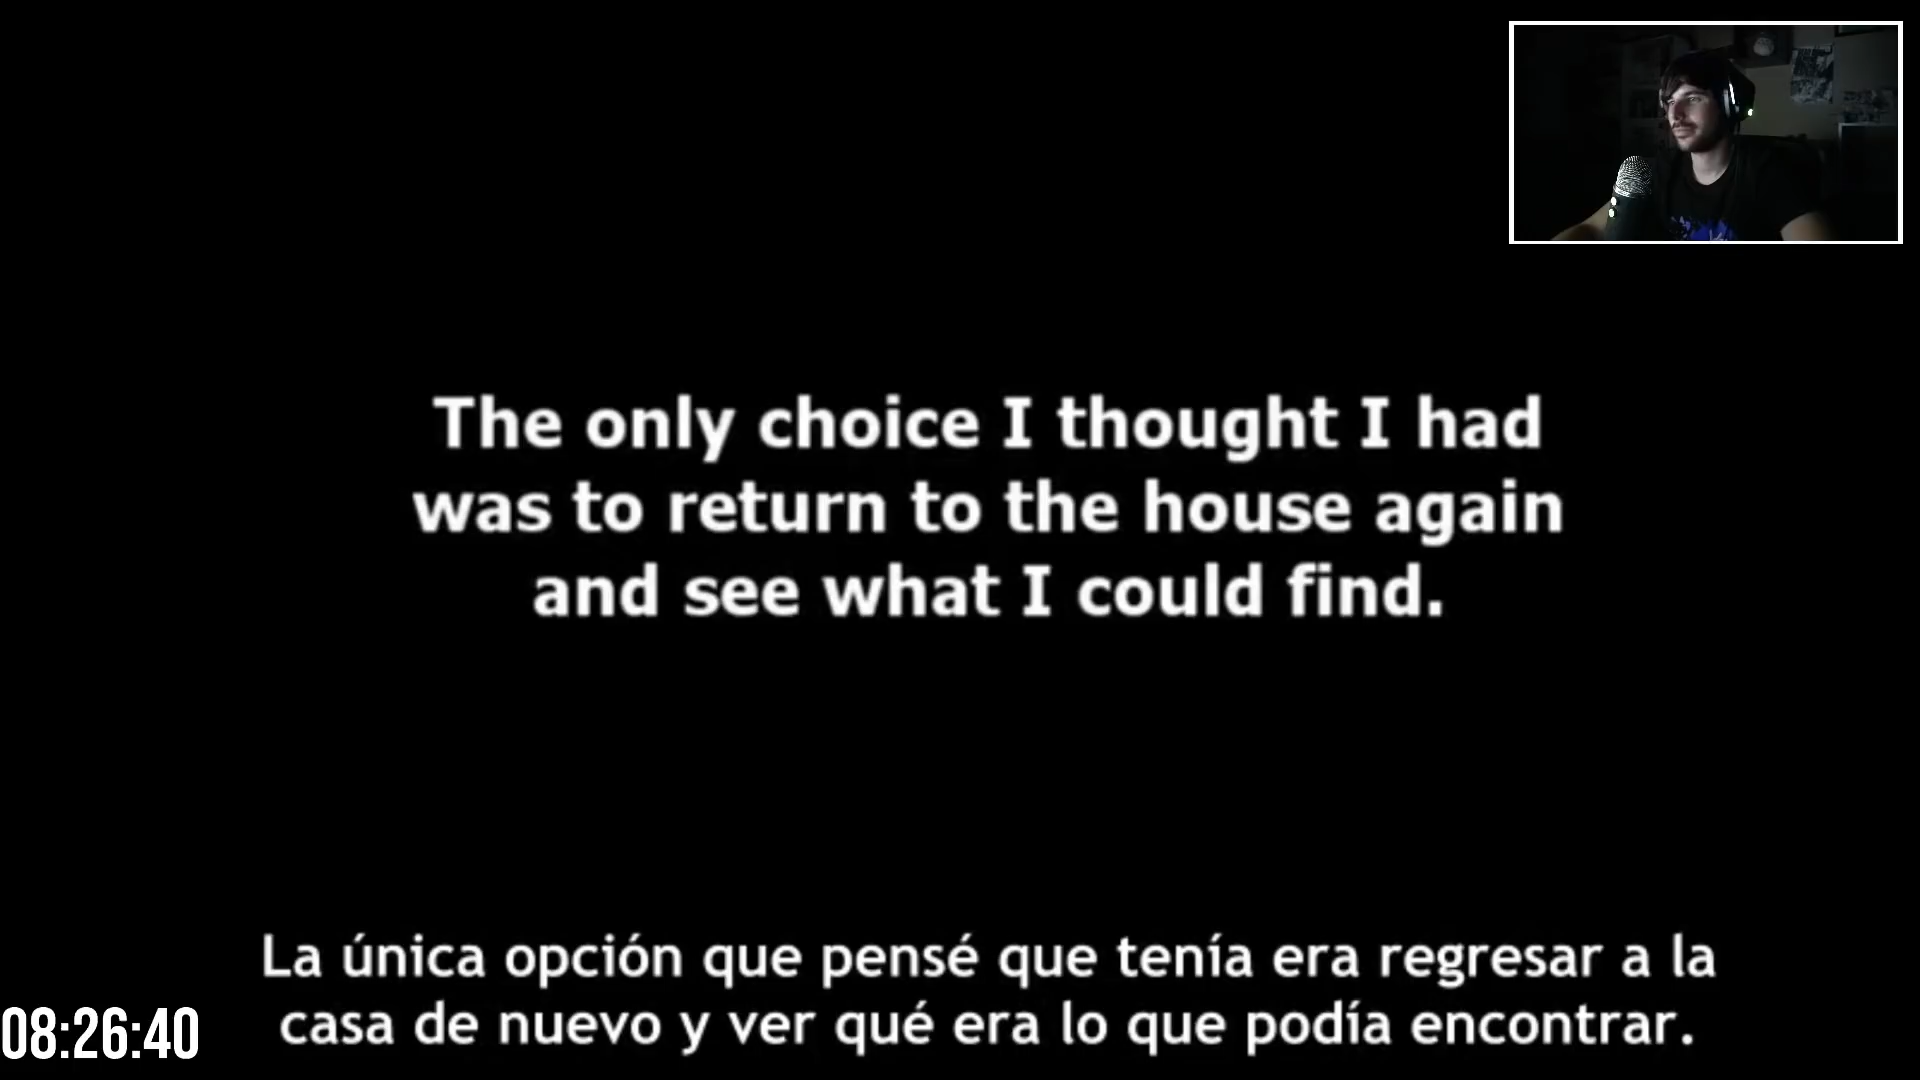 The only choice I thought I had
was to return to the house again
and see what I could find.
La única opción que pensé que tenía era regresar a la
casa de nuevo y ver qué era lo que podía encontrar.
08:26:40